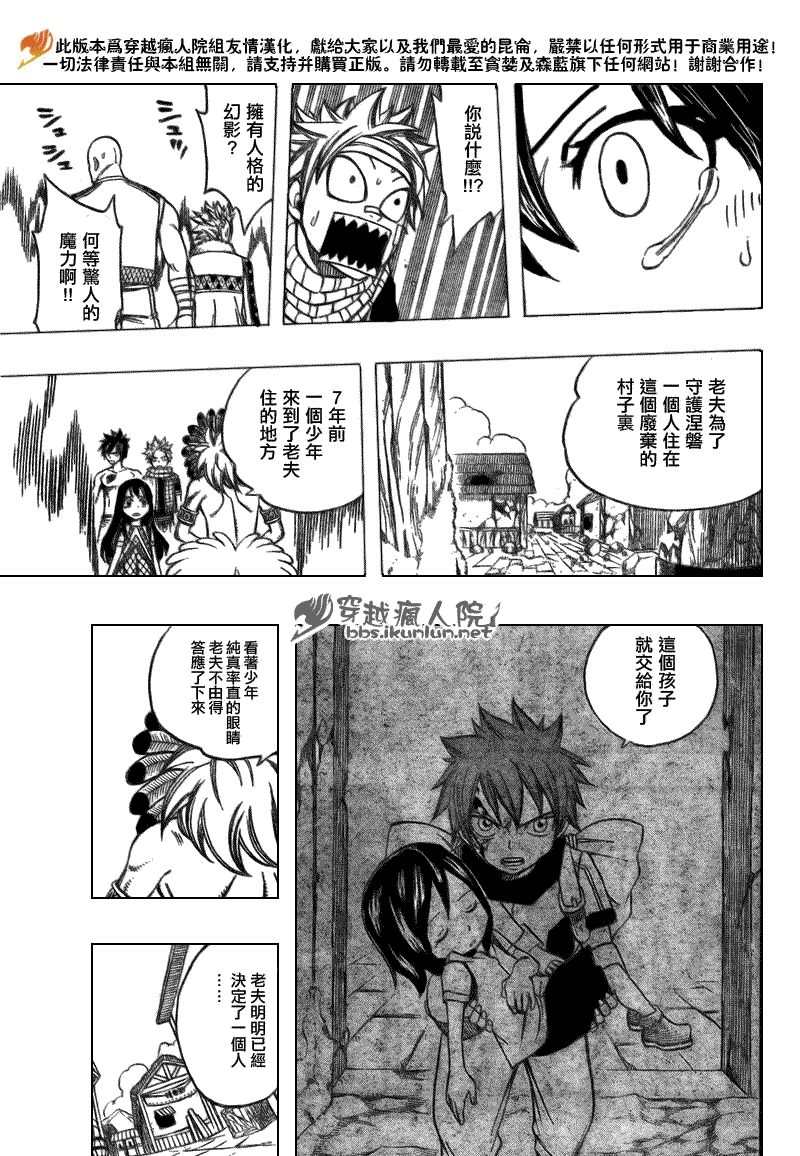 此版本爲穿越瘋人院組友情漢化，獻給大家以及我們最愛的昆侖，嚴禁以任何形式用于商業用途！
一切法律責任與本組無關，請支持并購買正版。請勿轉載至貪婪及森藍旗下任何網站！謝謝合作！
你説什麼!!?
擁有人格的
幻影？
何等驚人的
魔力啊!!
老夫為了
守護涅磐
一個人住在
這個廢棄的
村子裏
7年前
一個少年
來到了老夫
住的地方
穿越瘋人院
bbs.ikunlun.net
這個孩子
就交給你了
看著少年
純真率直的眼睛
老夫不由得
答應了下來
老夫明明已經
決定了一個人
……